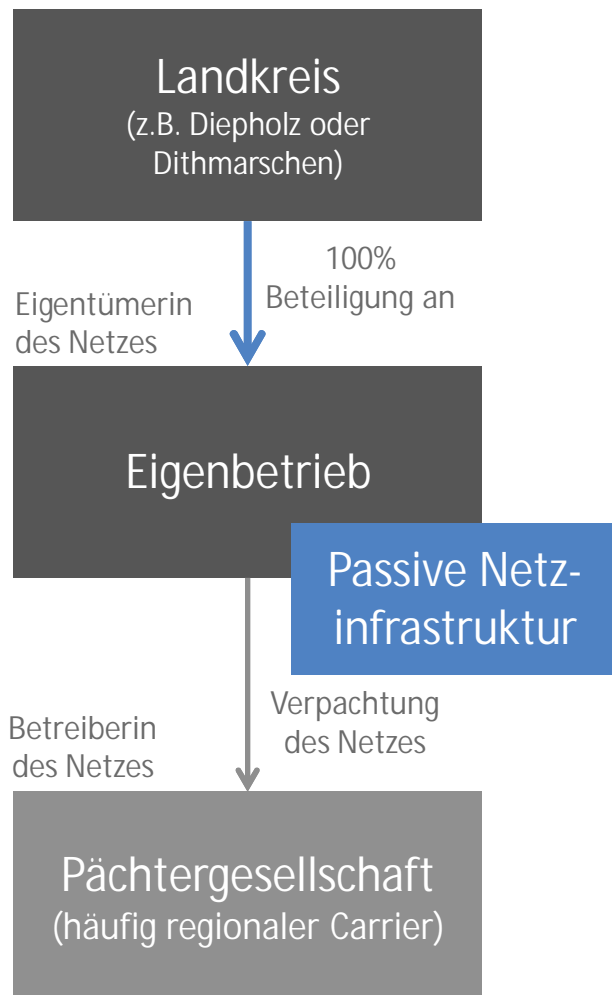 Landkreis
(z.B. Diepholz oder
Dithmarschen)
100%
Beteiligung an
Eigentümerin
des Netzes
Eigenbetrieb
Passive Netz-
infrastruktur
Verpachtung
des Netzes
Betreiberin
des Netzes
Pächtergesellschaft
(häufig regionaler Carrier)